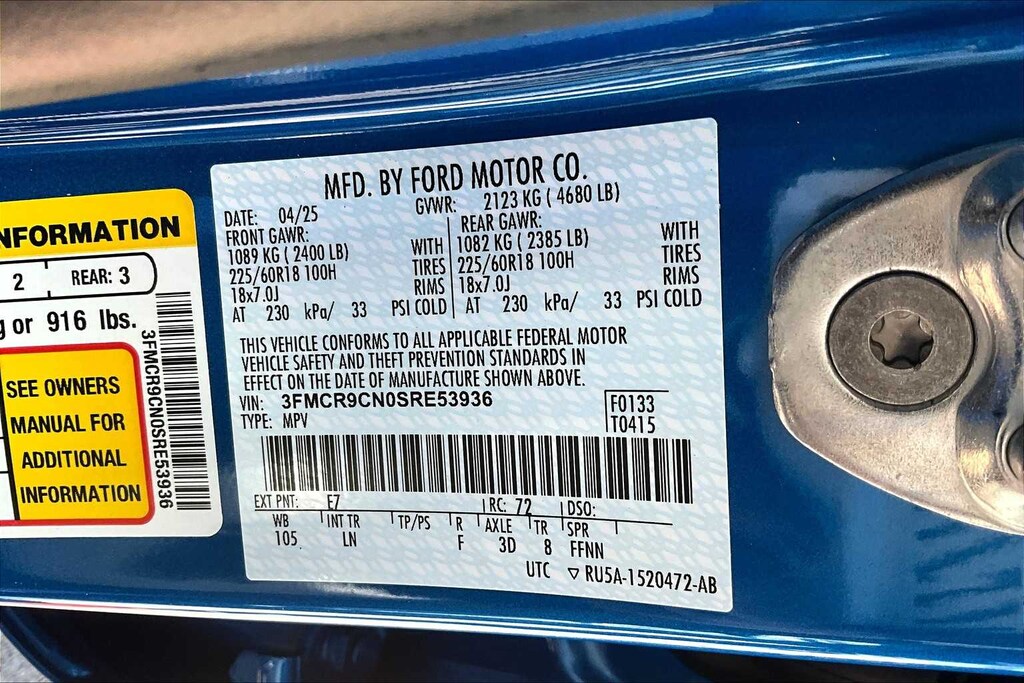 NFORMATION
2 REAR: 3
g or 916 lbs.
SEE OWNERS
MANUAL FOR
ADDITIONAL
INFORMATION
3FMCR9CN0SRE53936
MFD. BY FORD MOTOR CO.
DATE: 04/25 GVWR: 2123 KG ( 4680 LB)
FRONT GAWR: REAR GAWR:
1089 KG ( 2400 LB) WITH 1082 KG ( 2385 LB) WITH
225/60R18 100H TIRES 225/60R18 100H TIRES
18x7.0J RIMS 18x7.0J RIMS
AT 230 kPa/ 33 PSI COLD AT 230 kPa/ 33 PSI COLD
THIS VEHICLE CONFORMS TO ALL APPLICABLE FEDERAL MOTOR
VEHICLE SAFETY AND THEFT PREVENTION STANDARDS IN
EFFECT ON THE DATE OF MANUFACTURE SHOWN ABOVE.
VIN: 3FMCR9CN0SRE53936 F0133
TYPE: MPV T0415
EXT PNT: E7 RC: 72 DSO:
WB INT TR TP/PS R AXLE TR SPR
105 LN F 3D 8 FFNN
UTC ▽ RU5A-1520472-AB